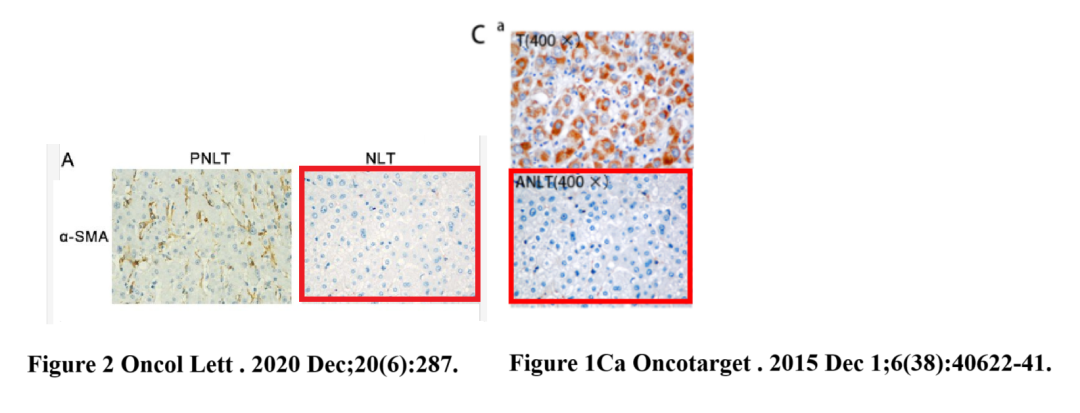 C a
T(400 ×)
A
PNLT
NLT
ANLT(400 ×)
α-SMA
Figure 2 Oncol Lett . 2020 Dec;20(6):287.
Figure 1Ca Oncotarget . 2015 Dec 1;6(38):40622-41.